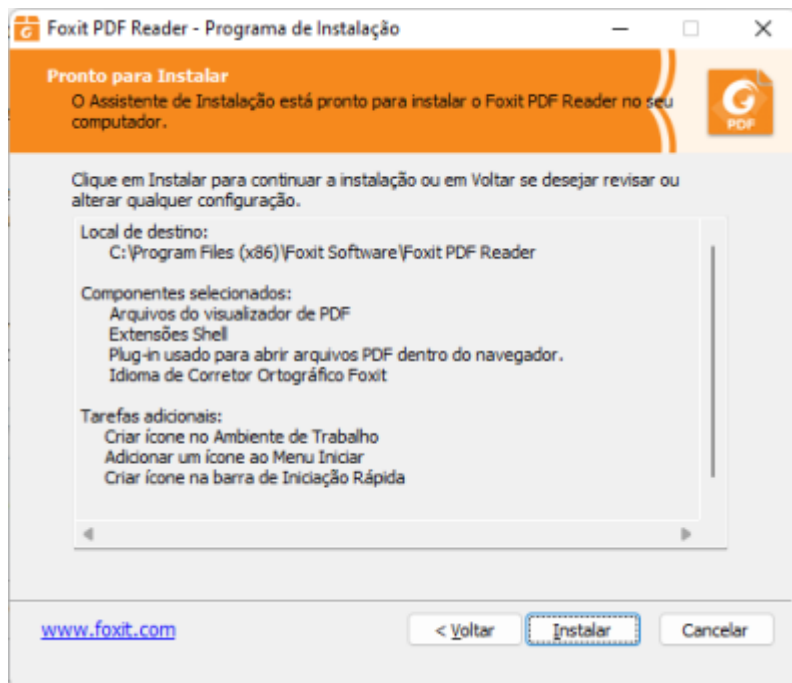 Foxit PDF Reader - Programa de Instalação
Pronto para Instalar
O Assistente de Instalação está pronto para instalar o Foxit PDF Reader no seu
computador.
PDF
Clique em Instalar para continuar a instalação ou em Voltar se desejar revisar ou
alterar qualquer configuração.
Local de destino:
C:\Program Files (x86)\Foxit Software\Foxit PDF Reader
Componentes selecionados:
Arquivos do visualizador de PDF
Extensões Shell
Plug-in usado para abrir arquivos PDF dentro do navegador.
Idioma de Corretor Ortográfico Foxit
Tarefas adicionais:
Criar ícone no Ambiente de Trabalho
Adicionar um ícone ao Menu Iniciar
Criar ícone na barra de Iniciação Rápida
www.foxit.com
< Voltar
Instalar
Cancelar